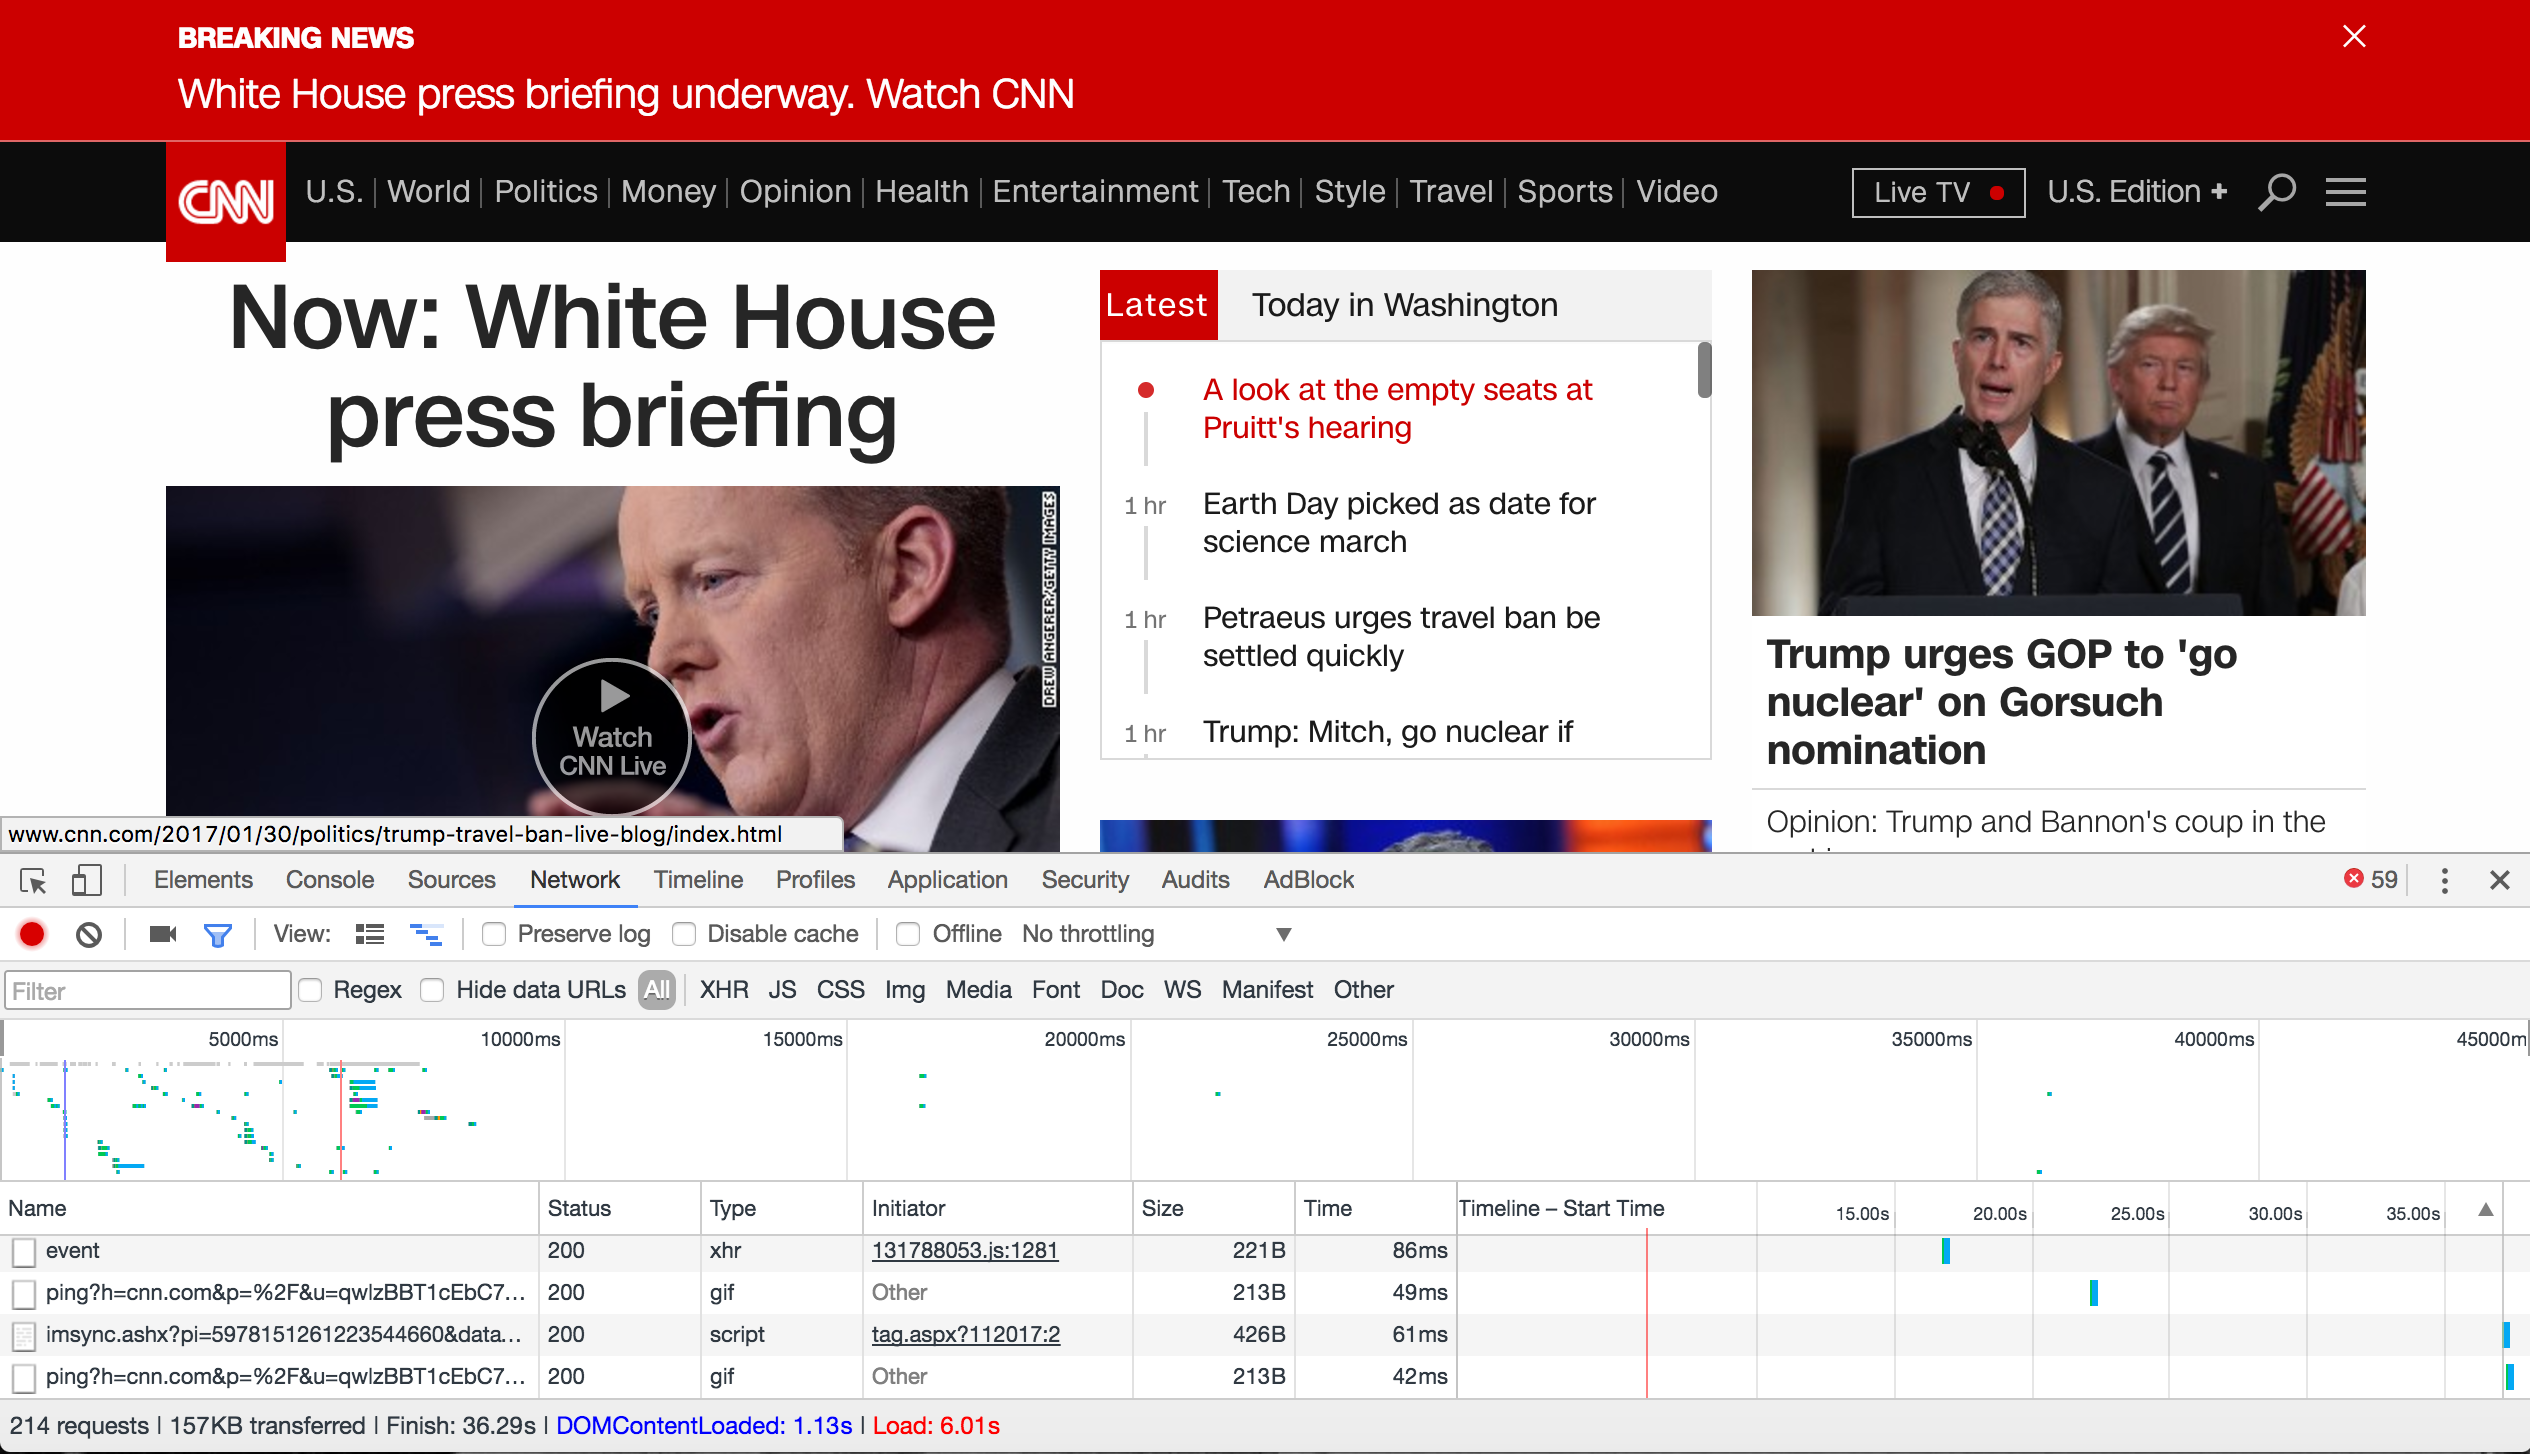 BREAKING NEWS
White House press briefing underway. Watch CNN
CNN
U.S. | World | Politics | Money | Opinion | Health | Entertainment | Tech | Style | Travel | Sports | Video
Live TV
U.S. Edition +
Now: White House
press briefing
DREW ANGERER/GETTY IMAGES
Watch
CNN Live
Latest
Today in Washington
A look at the empty seats at
Pruitt's hearing
1 hr
Earth Day picked as date for
science march
1 hr
Petraeus urges travel ban be
settled quickly
1 hr
Trump: Mitch, go nuclear if
Trump urges GOP to 'go
nuclear' on Gorsuch
nomination
Opinion: Trump and Bannon's coup in the
www.cnn.com/2017/01/30/politics/trump-travel-ban-live-blog/index.html
Elements Console Sources Network Timeline Profiles Application Security Audits AdBlock 59
View: Preserve log Disable cache Offline No throttling
Filter Regex Hide data URLs All XHR JS CSS Img Media Font Doc WS Manifest Other
5000ms 10000ms 15000ms 20000ms 25000ms 30000ms 35000ms 40000ms 45000m
Name Status Type Initiator Size Time Timeline – Start Time 15.00s 20.00s 25.00s 30.00s 35.00s
event 200 xhr 131788053.js:1281 221B 86ms
ping?h=cnn.com&p=%2F&u=qwlzBBT1cEbC7... 200 gif Other 213B 49ms
imsync.ashx?pi=5978151261223544660&data... 200 script tag.aspx?112017:2 426B 61ms
ping?h=cnn.com&p=%2F&u=qwlzBBT1cEbC7... 200 gif Other 213B 42ms
214 requests | 157KB transferred | Finish: 36.29s | DOMContentLoaded: 1.13s | Load: 6.01s